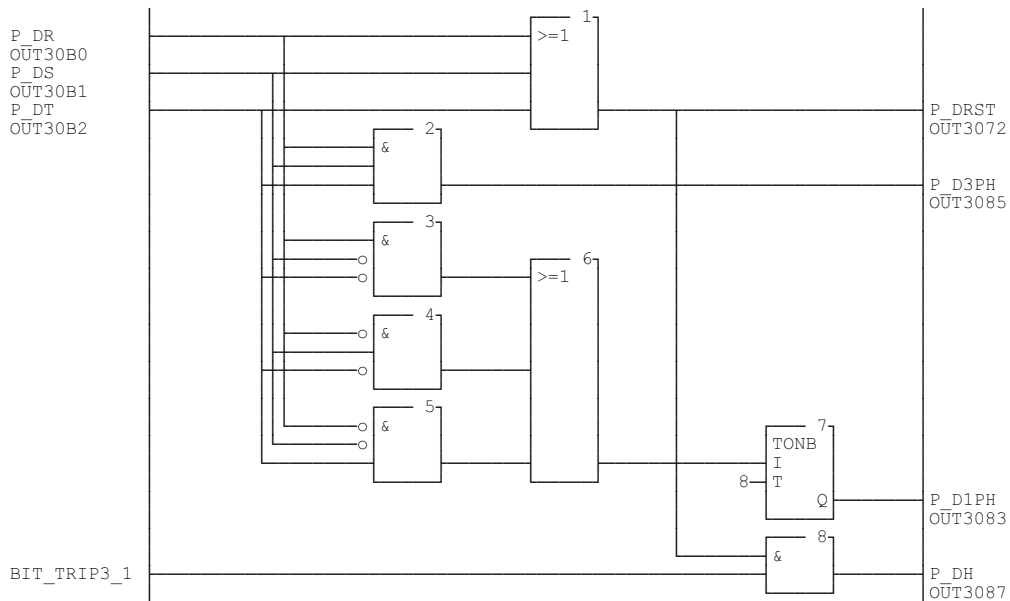 1
P_DR
>=1
OUT30B0
P_DS
OUT30B1
P_DT
P_DRST
OUT30B2
OUT3072
2
&
P_D3PH
OUT3085
3
&
6
>=1
4
&
5
&
7
TONB
I
8
T
Q
P_D1PH
OUT3083
8
&
BIT_TRIP3_1
P_DH
OUT3087